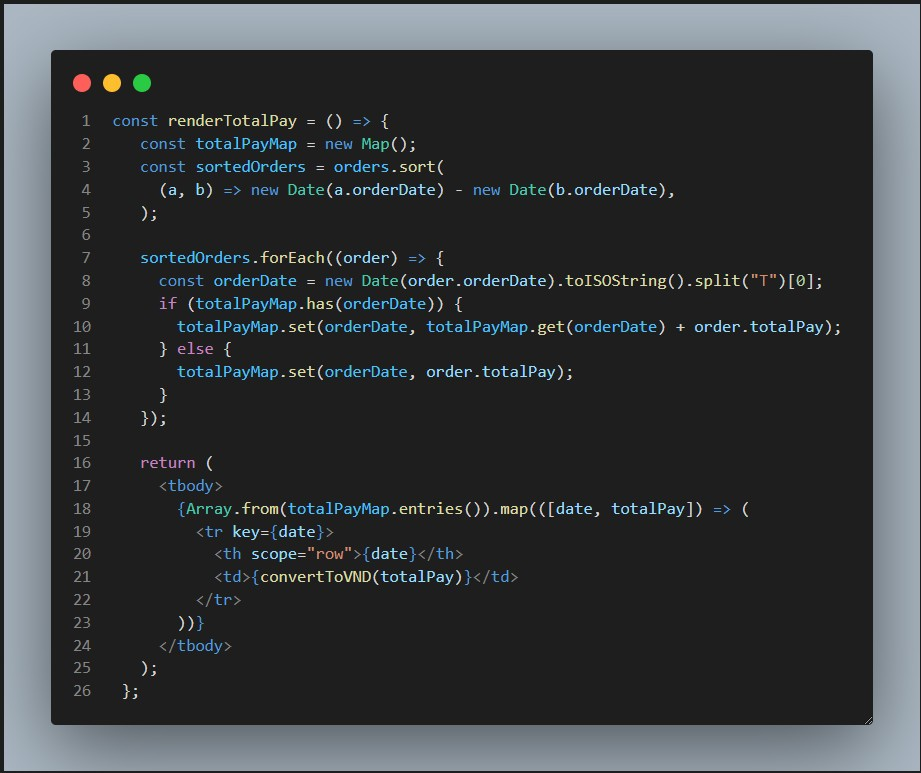 1 const renderTotalPay = () => {
2 const totalPayMap = new Map();
3 const sortedOrders = orders.sort(
4 (a, b) => new Date(a.orderDate) - new Date(b.orderDate),
5 );
6
7 sortedOrders.forEach((order) => {
8 const orderDate = new Date(order.orderDate).toISOString().split("T")[0];
9 if (totalPayMap.has(orderDate)) {
10 totalPayMap.set(orderDate, totalPayMap.get(orderDate) + order.totalPay);
11 } else {
12 totalPayMap.set(orderDate, order.totalPay);
13 }
14 });
15
16 return (
17 <tbody>
18 {Array.from(totalPayMap.entries()).map(([date, totalPay]) => (
19 <tr key={date}>
20 <th scope="row">{date}</th>
21 <td>{convertToVND(totalPay)}</td>
22 </tr>
23 ))}
24 </tbody>
25 );
26 };